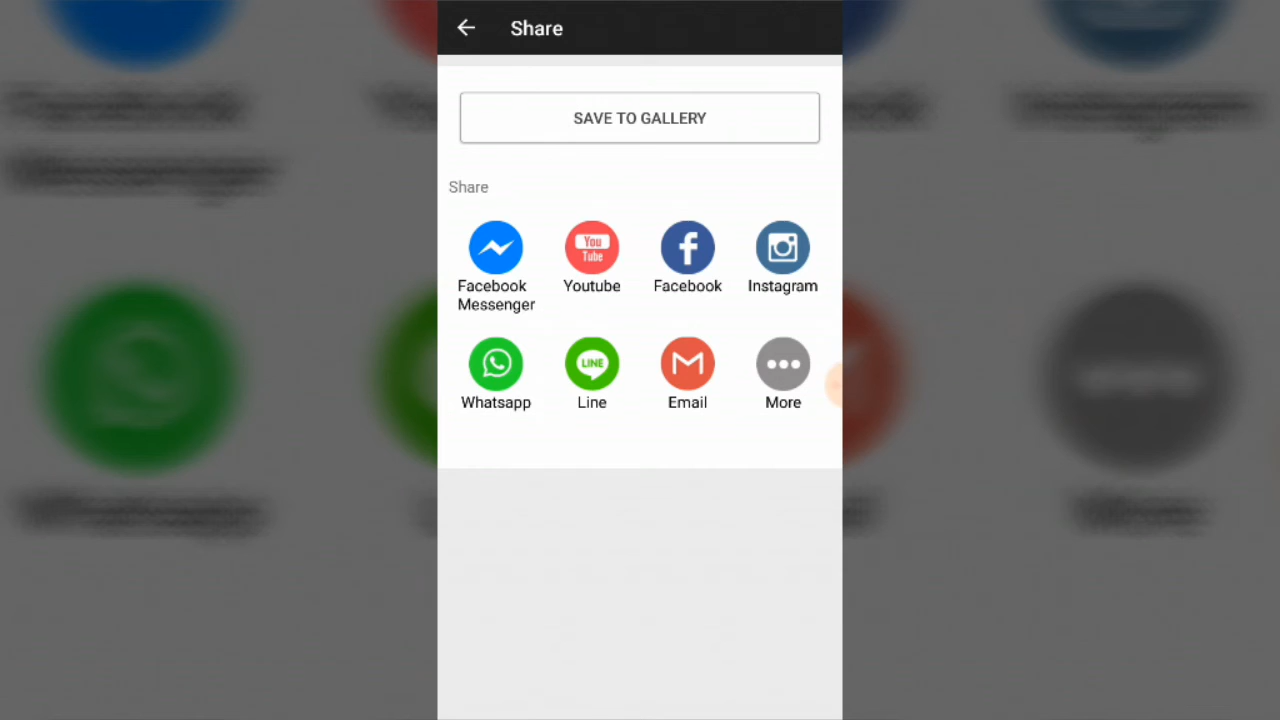 Share
SAVE TO GALLERY
Share
You
Tube
Facebook
Messenger
Youtube
Facebook
Instagram
LINE
Whatsapp
Line
Email
More